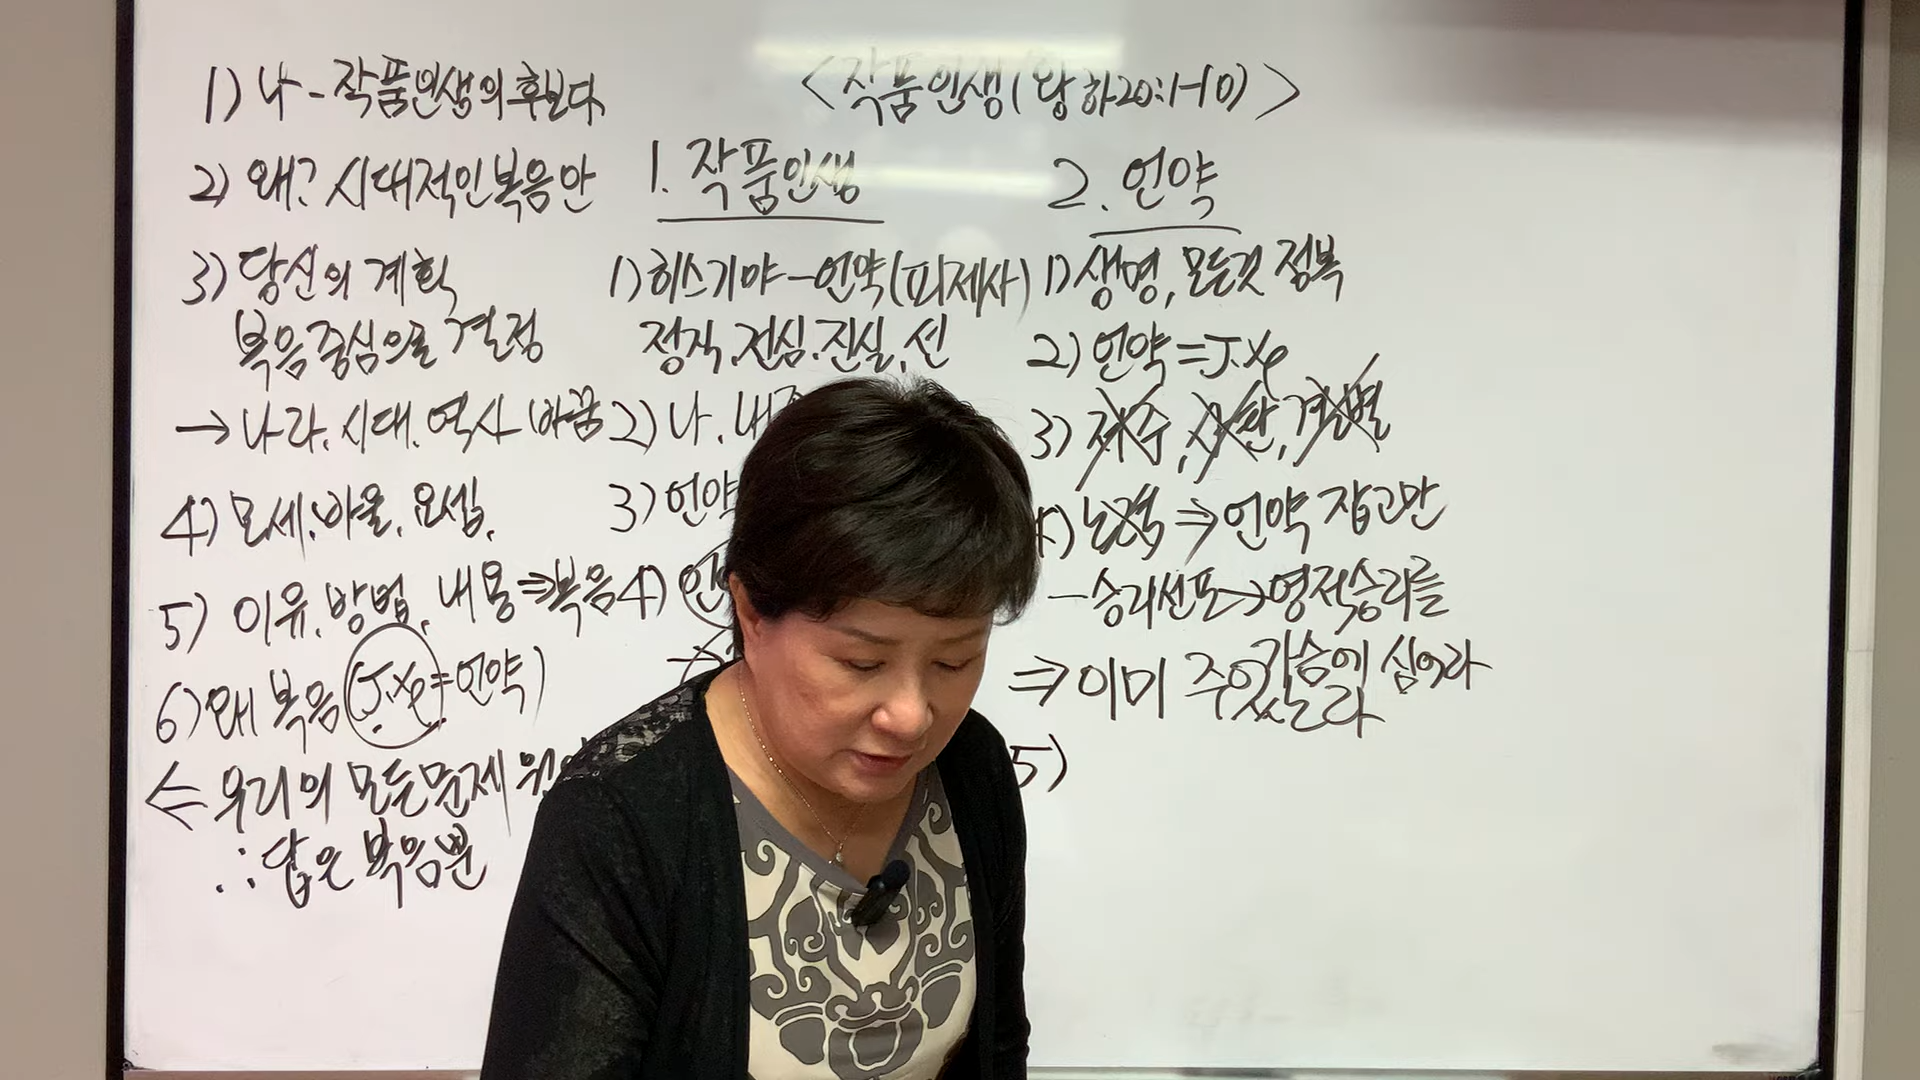 <작품인생(왕하20:1-10)>
1) 나 - 작품인생의 후보다
2) 왜? 시대적인 복음안
3) 당신의 계획
복음중심으로 결정
→ 나라, 시대, 역사 바꿈
4) 모세, 바울, 요셉,
5) 이유, 방법, 내용 ⇒ 복음
6) 왜 복음(J.X=언약)
⇐ 우리의 모든문제
∴ 답은 복음뿐
1. 작품인생
1) 히스기야 - 언약(피제사)
정직, 전심, 진실, 선
2) 나,
3) 언약
4)
2. 언약
1) 생명, 모든것 정복
2) 언약 = J.X
3) 저주,
⇒ 언약 잡고만
- 승리선포 → 영적승리를
⇒ 이미 주었
심어라
5)